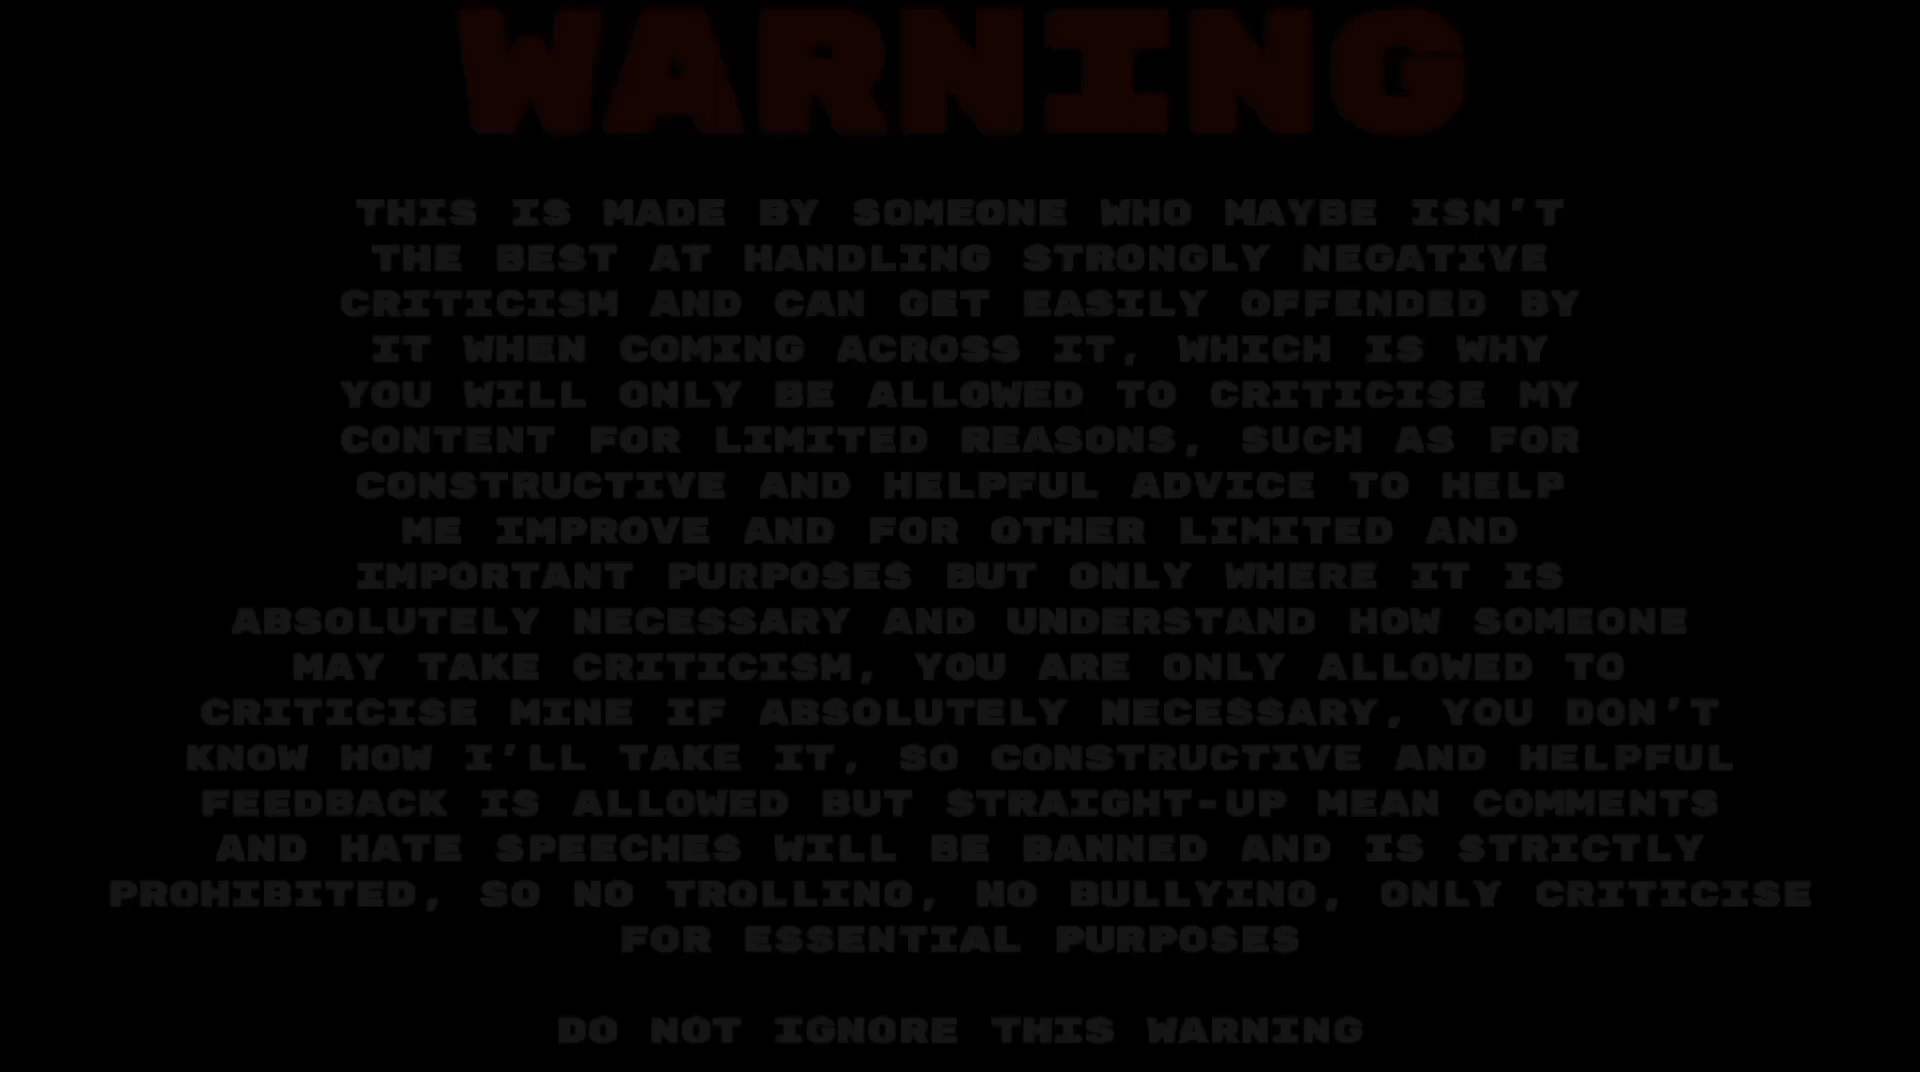 WARNING
THIS IS MADE BY SOMEONE WHO MAYBE ISN'T
THE BEST AT HANDLING STRONGLY NEGATIVE
CRITICISM AND CAN GET EASILY OFFENDED BY
IT WHEN COMING ACROSS IT, WHICH IS WHY
YOU WILL ONLY BE ALLOWED TO CRITICISE MY
CONTENT FOR LIMITED REASONS, SUCH AS FOR
CONSTRUCTIVE AND HELPFUL ADVICE TO HELP
ME IMPROVE AND FOR OTHER LIMITED AND
IMPORTANT PURPOSES BUT ONLY WHERE IT IS
ABSOLUTELY NECESSARY AND UNDERSTAND HOW SOMEONE
MAY TAKE CRITICISM, YOU ARE ONLY ALLOWED TO
CRITICISE MINE IF ABSOLUTELY NECESSARY, YOU DON'T
KNOW HOW I'LL TAKE IT, SO CONSTRUCTIVE AND HELPFUL
FEEDBACK IS ALLOWED BUT STRAIGHT-UP MEAN COMMENTS
AND HATE SPEECHES WILL BE BANNED AND IS STRICTLY
PROHIBITED, SO NO TROLLING, NO BULLYING, ONLY CRITICISE
FOR ESSENTIAL PURPOSES
DO NOT IGNORE THIS WARNING